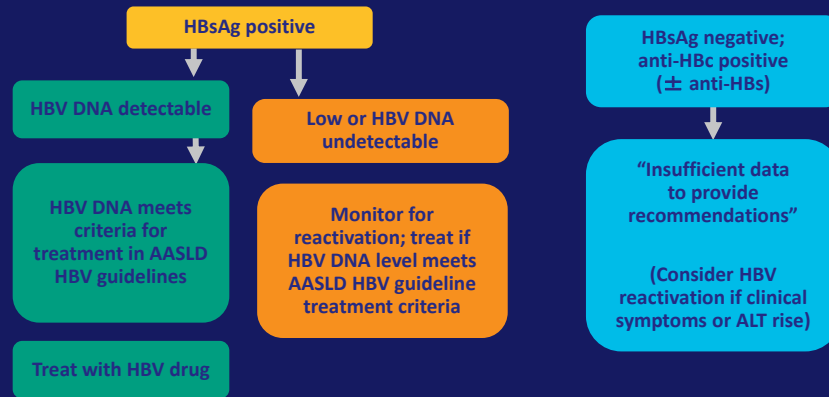 HBsAg positive
HBV DNA detectable
HBV DNA meets
criteria for
treatment in AASLD
HBV guidelines
Treat with HBV drug
Low or HBV DNA
undetectable
Monitor for
reactivation; treat if
HBV DNA level meets
AASLD HBV guideline
treatment criteria
HBsAg negative;
anti-HBc positive
(± anti-HBs)
“Insufficient data
to provide
recommendations”
(Consider HBV
reactivation if clinical
symptoms or ALT rise)